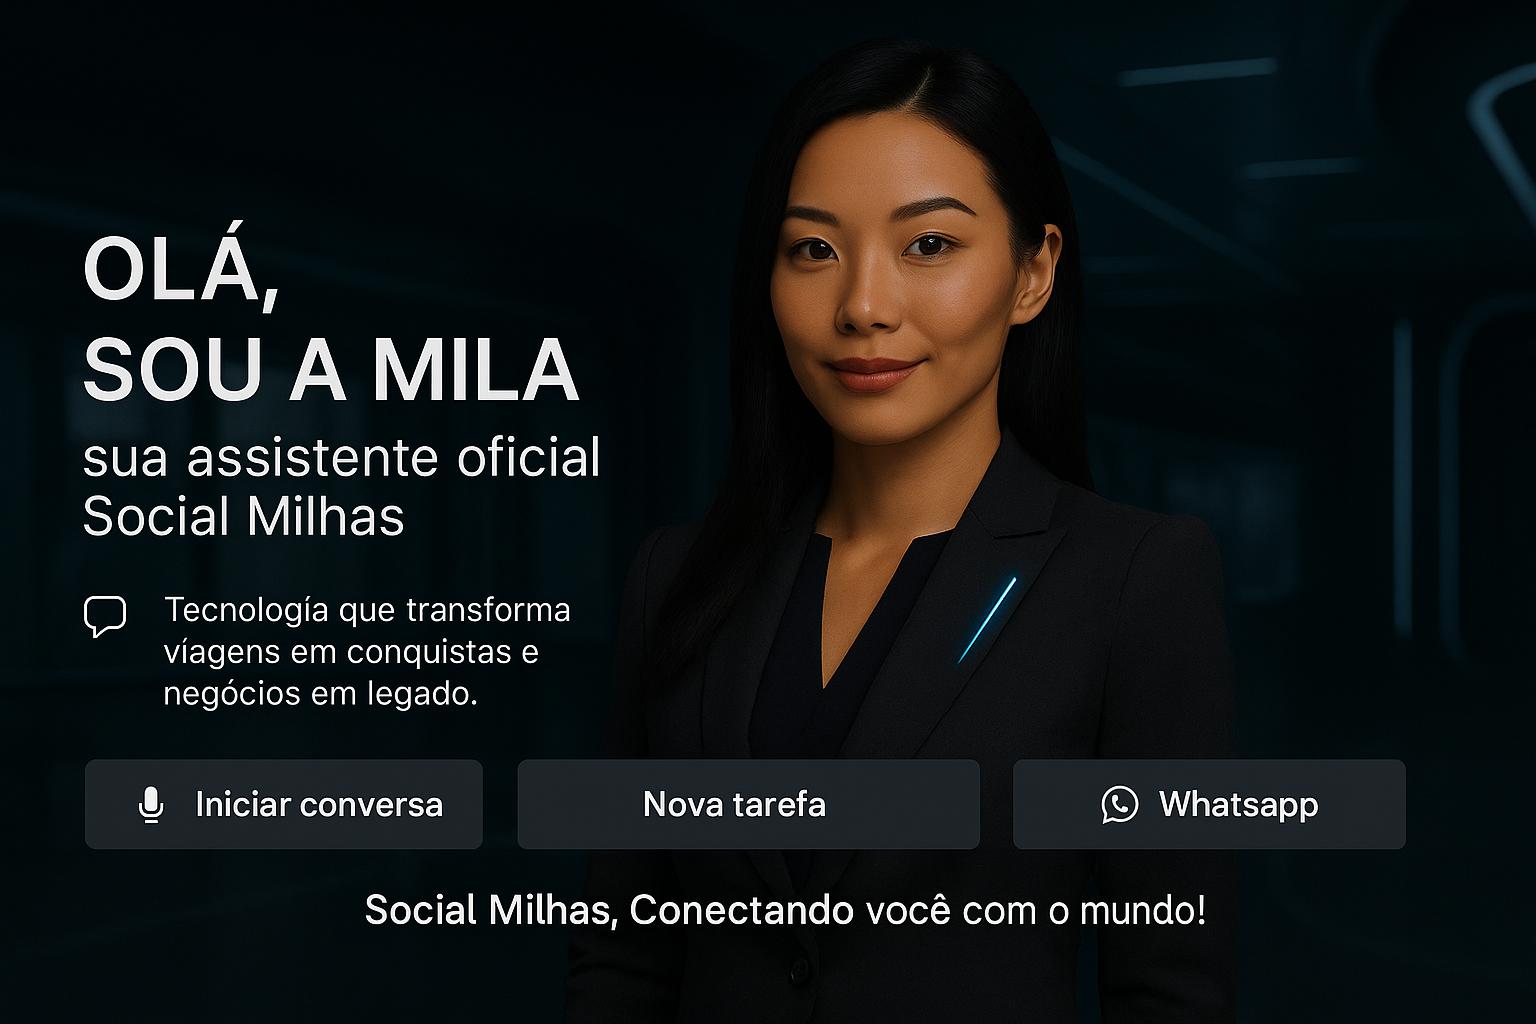 OLÁ,
SOU A MILA
sua assistente oficial
Social Milhas
Tecnología que transforma
víagens em conquistas e
negócios em legado.
Iniciar conversa
Nova tarefa
Whatsapp
Social Milhas, Conectando você com o mundo!